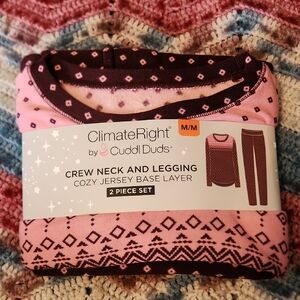 M/M
ClimateRight
by Cuddl Duds
CREW NECK AND LEGGING
COZY JERSEY BASE LAYER
2 PIECE SET